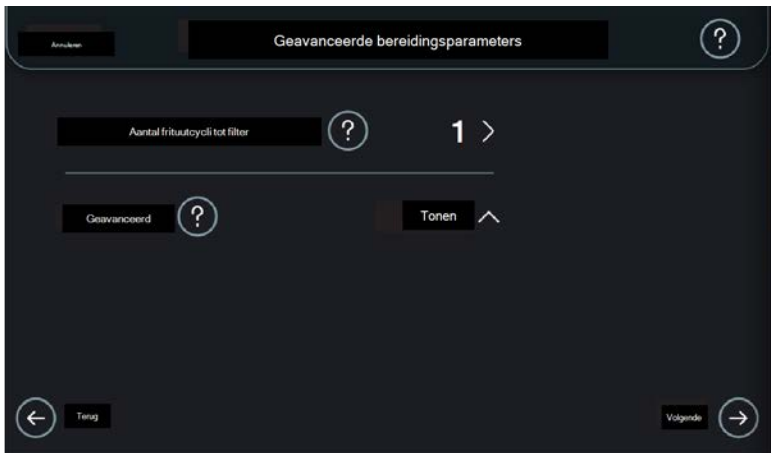 Annuleren
Geavanceerde bereidingsparameters
?
Aantal frituutcycli tot filter
?
1 >
Geavanceerd
?
Tonen
Terug
Volgende